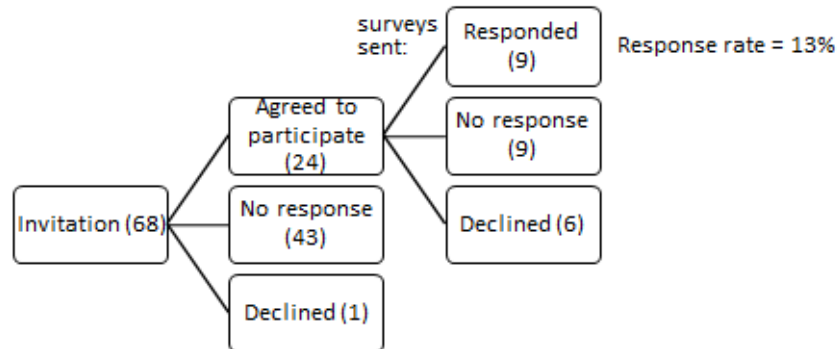 surveys
sent:
Responded
(9)
Response rate = 13%
Agreed to
participate
(24)
No response
(9)
Invitation (68)
No response
(43)
Declined (6)
Declined (1)